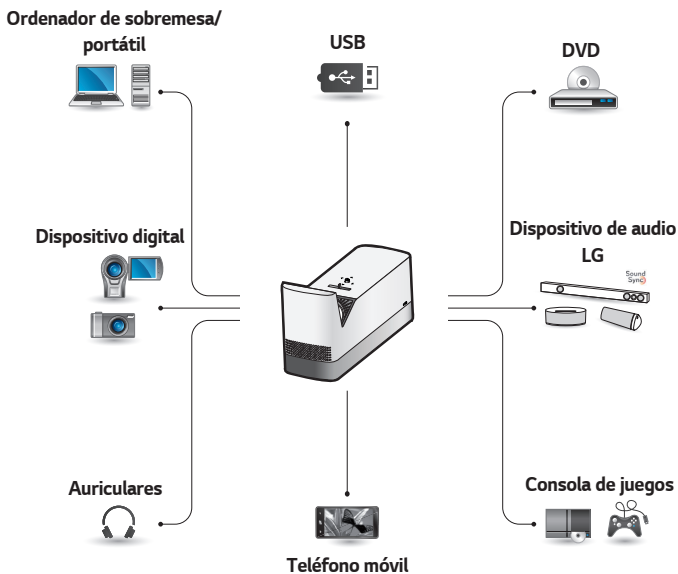 Ordenador de sobremesa/
portátil
USB
DVD
Dispositivo digital
Dispositivo de audio
LG
Sound
Sync
Auriculares
Consola de juegos
Teléfono móvil